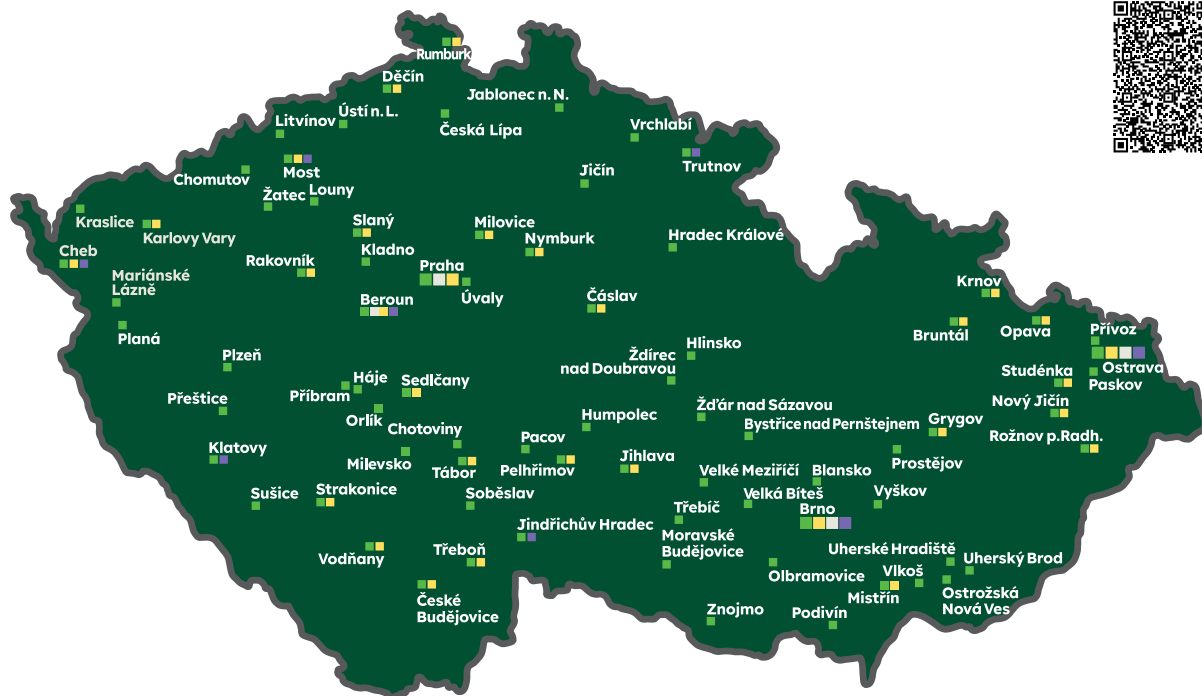 Rumburk
Děčín
Jablonec n. N.
Ústí n. L.
Litvínov
Česká Lípa
Vrchlabí
Trutnov
Most
Chomutov
Jičín
Žatec
Louny
Kraslice
Karlovy Vary
Slaný
Milovice
Nymburk
Hradec Králové
Cheb
Kladno
Rakovník
Praha
Mariánské
Lázně
Úvaly
Krnov
Beroun
Čáslav
Planá
Bruntál
Opava
Přívoz
Hlinsko
Plzeň
Ždírec
nad Doubravou
Ostrava
Studénka
Paskov
Háje
Sedlčany
Příbram
Přeštice
Orlík
Humpolec
Žďár nad Sázavou
Nový Jičín
Chotoviny
Bystřice nad Pernštejnem
Grygov
Rožnov p.Radh.
Klatovy
Pacov
Jihlava
Milevsko
Tábor
Pelhřimov
Prostějov
Velké Meziříčí
Blansko
Sušice
Strakonice
Soběslav
Velká Bíteš
Vyškov
Třebíč
Brno
Jindřichův Hradec
Moravské
Budějovice
Vodňany
Třeboň
Uherské Hradiště
Uherský Brod
Olbramovice
Vlkoš
České
Budějovice
Mistřín
Ostrožská
Nová Ves
Znojmo
Podivín